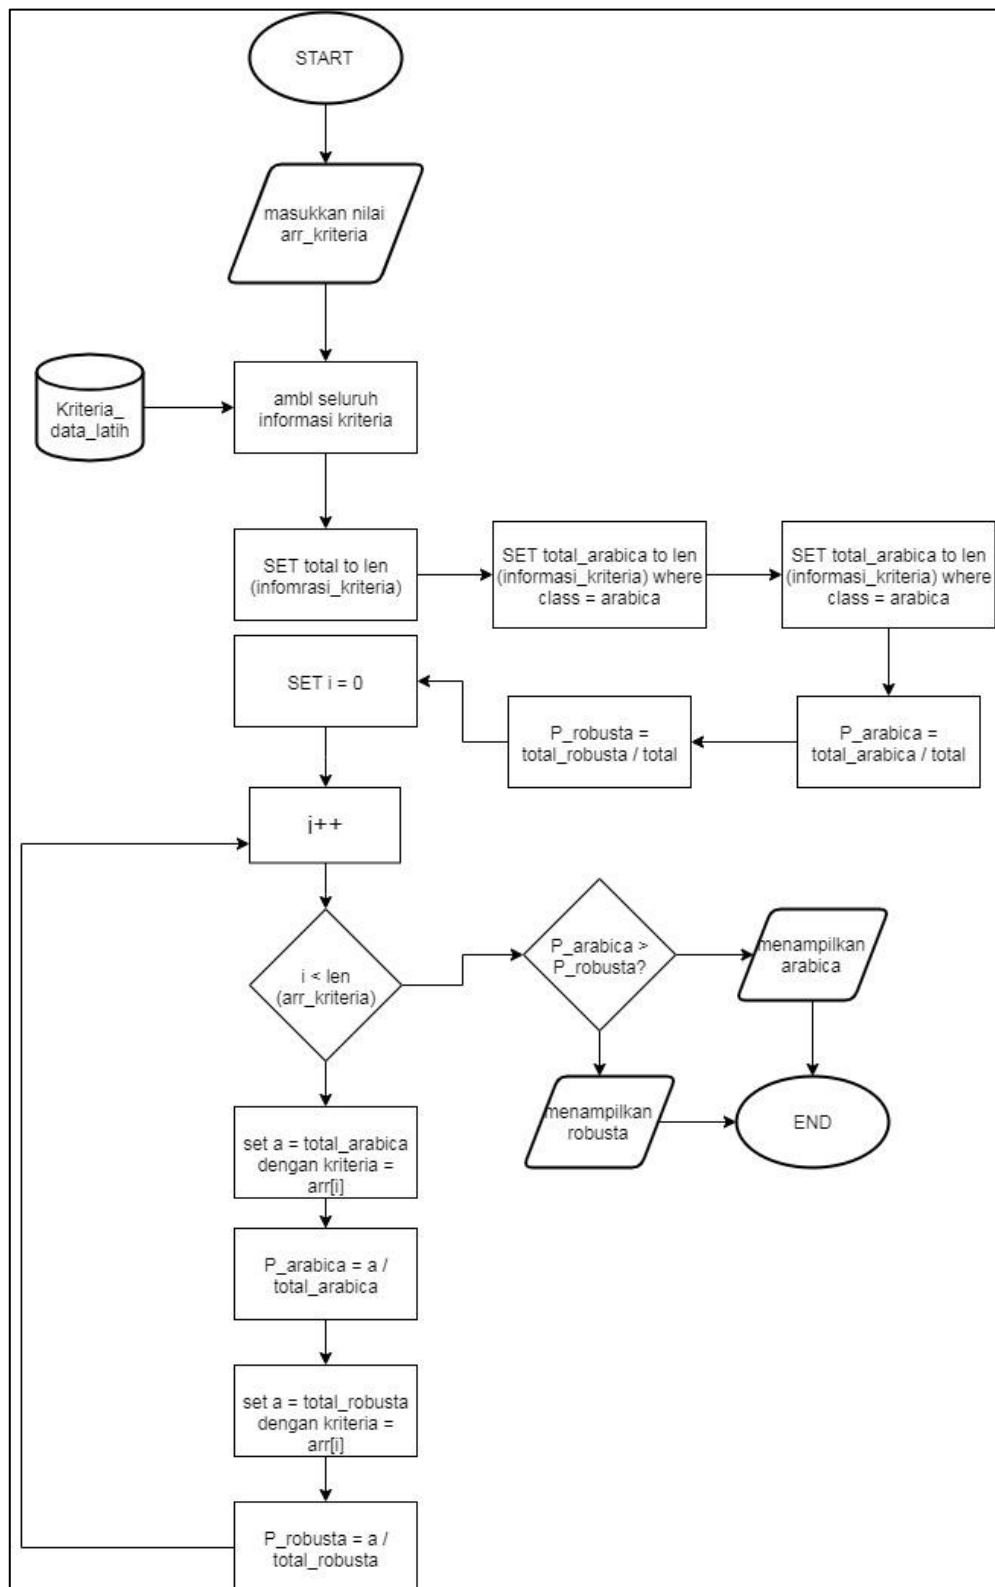 START
masukkan nilai
arr_kriteria
Kriteria_
data_latih
ambl seluruh
informasi kriteria
SET total to len
(infomrasi_kriteria)
SET total_arabica to len
(informasi_kriteria) where
class = arabica
SET total_arabica to len
(informasi_kriteria) where
class = arabica
P_arabica =
total_arabica / total
P_robusta =
total_robusta / total
SET i = 0
i++
i < len
(arr_kriteria)
P_arabica >
P_robusta?
menampilkan
arabica
menampilkan
robusta
END
set a = total_arabica
dengan kriteria =
arr[i]
P_arabica = a /
total_arabica
set a = total_robusta
dengan kriteria =
arr[i]
P_robusta = a /
total_robusta